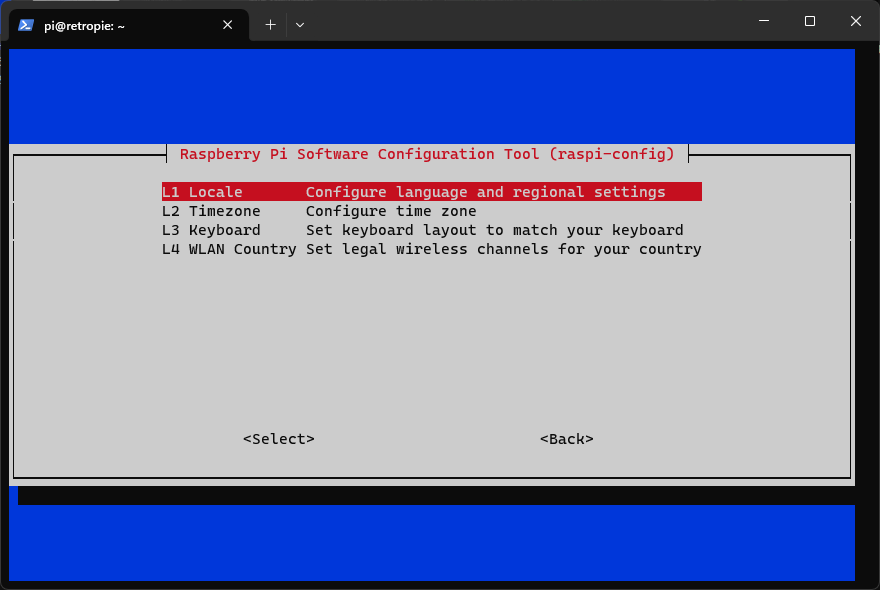 pi@retropie: ~
Raspberry Pi Software Configuration Tool (raspi-config)
L1 Locale Configure language and regional settings
L2 Timezone Configure time zone
L3 Keyboard Set keyboard layout to match your keyboard
L4 WLAN Country Set legal wireless channels for your country
<Select> <Back>